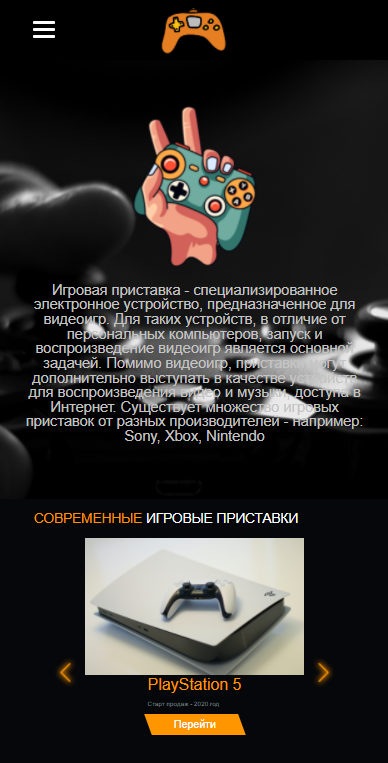 Игровая приставка - специализированное
электронное устройство, предназначенное для
видеоигр. Для таких устройств, в отличие от
персональных компьютеров, запуск и
воспроизведение видеоигр является основной
задачей. Помимо видеоигр, приставки могут
дополнительно выступать в качестве устройств
для воспроизведения видео и музыки, доступа в
Интернет. Существует множество игровых
приставок от разных производителей - например:
Sony, Xbox, Nintendo
СОВРЕМЕННЫЕ ИГРОВЫЕ ПРИСТАВКИ
PlayStation 5
Старт продаж - 2020 год
Перейти